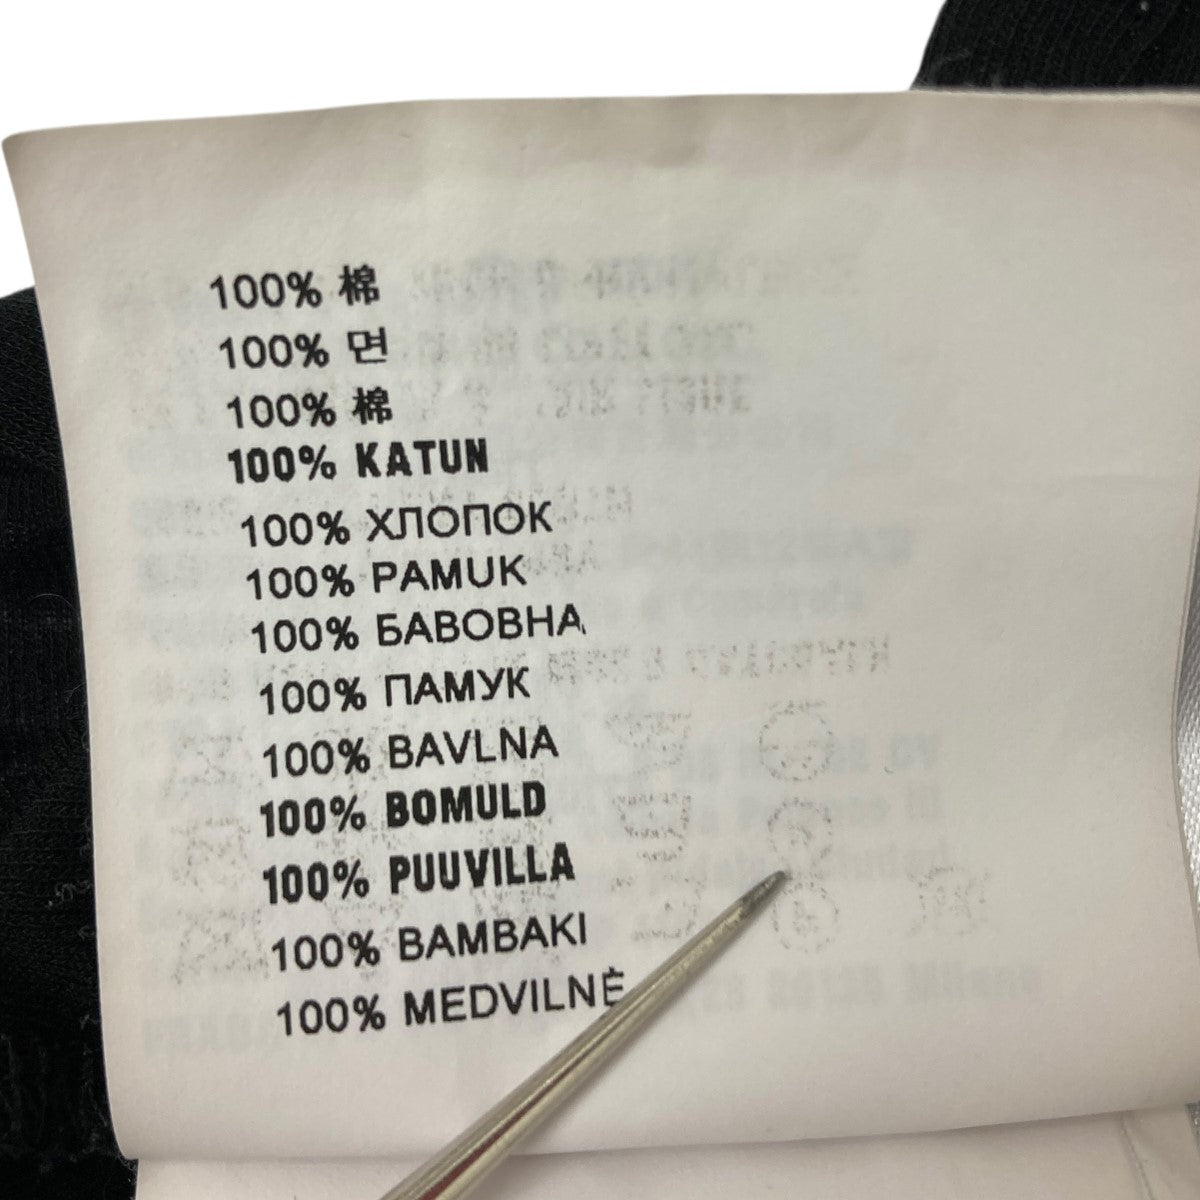 100% 棉
100% 면
100% 棉
100% KATUN
100% ХЛОПОК
100% PAMUK
100% БАВОВНА
100% ПАМУК
100% BAVLNA
100% BOMULD
100% PUUVILLA
100% BAMBAKI
100% MEDVILNĖ